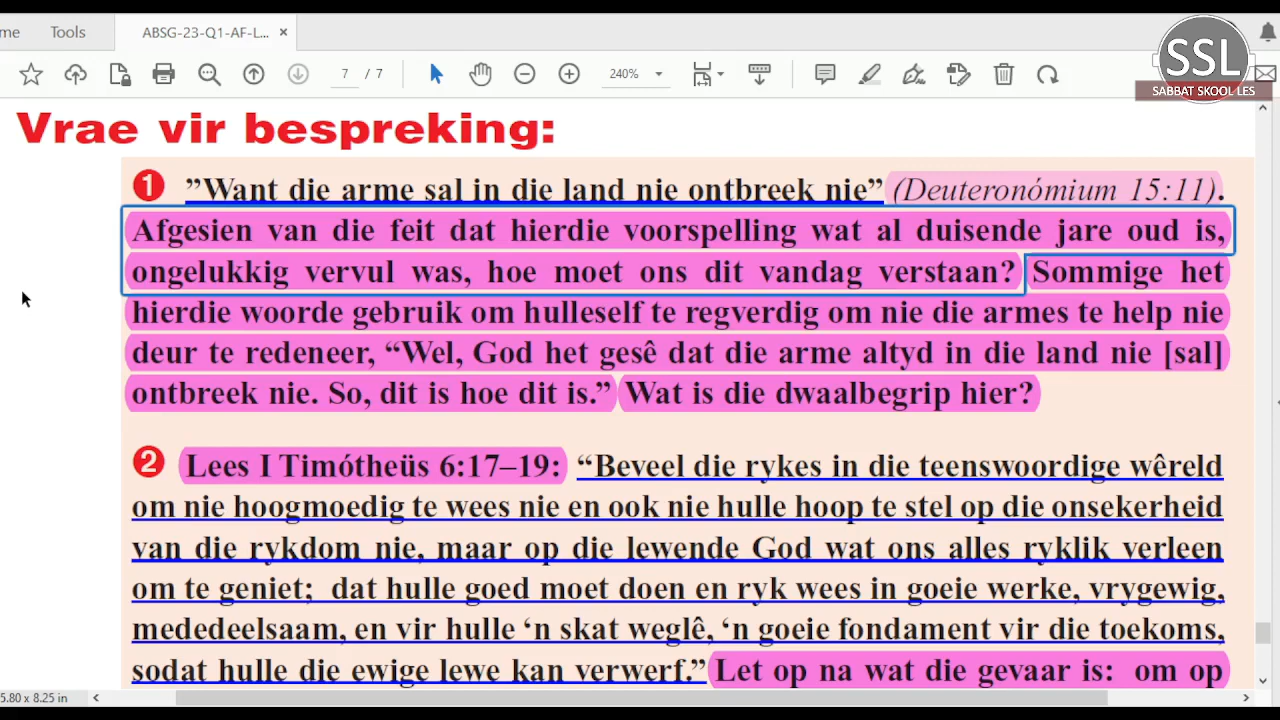 me Tools ABSG-23-Q1-AF-L... ×
SSL
SABBAT SKOOL LES
7 / 7 240%
Vrae vir bespreking:
1 ”Want die arme sal in die land nie ontbreek nie” (Deuteronómium 15:11).
Afgesien van die feit dat hierdie voorspelling wat al duisende jare oud is,
ongelukkig vervul was, hoe moet ons dit vandag verstaan? Sommige het
hierdie woorde gebruik om hulleself te regverdig om nie die armes te help nie
deur te redeneer, “Wel, God het gesê dat die arme altyd in die land nie [sal]
ontbreek nie. So, dit is hoe dit is.” Wat is die dwaalbegrip hier?
2 Lees I Timótheüs 6:17–19: “Beveel die rykes in die teenswoordige wêreld
om nie hoogmoedig te wees nie en ook nie hulle hoop te stel op die onsekerheid
van die rykdom nie, maar op die lewende God wat ons alles ryklik verleen
om te geniet; dat hulle goed moet doen en ryk wees in goeie werke, vrygewig,
mededeelsaam, en vir hulle ‘n skat weglê, ‘n goeie fondament vir die toekoms,
sodat hulle die ewige lewe kan verwerf.” Let op na wat die gevaar is: om op
5.80 x 8.25 in